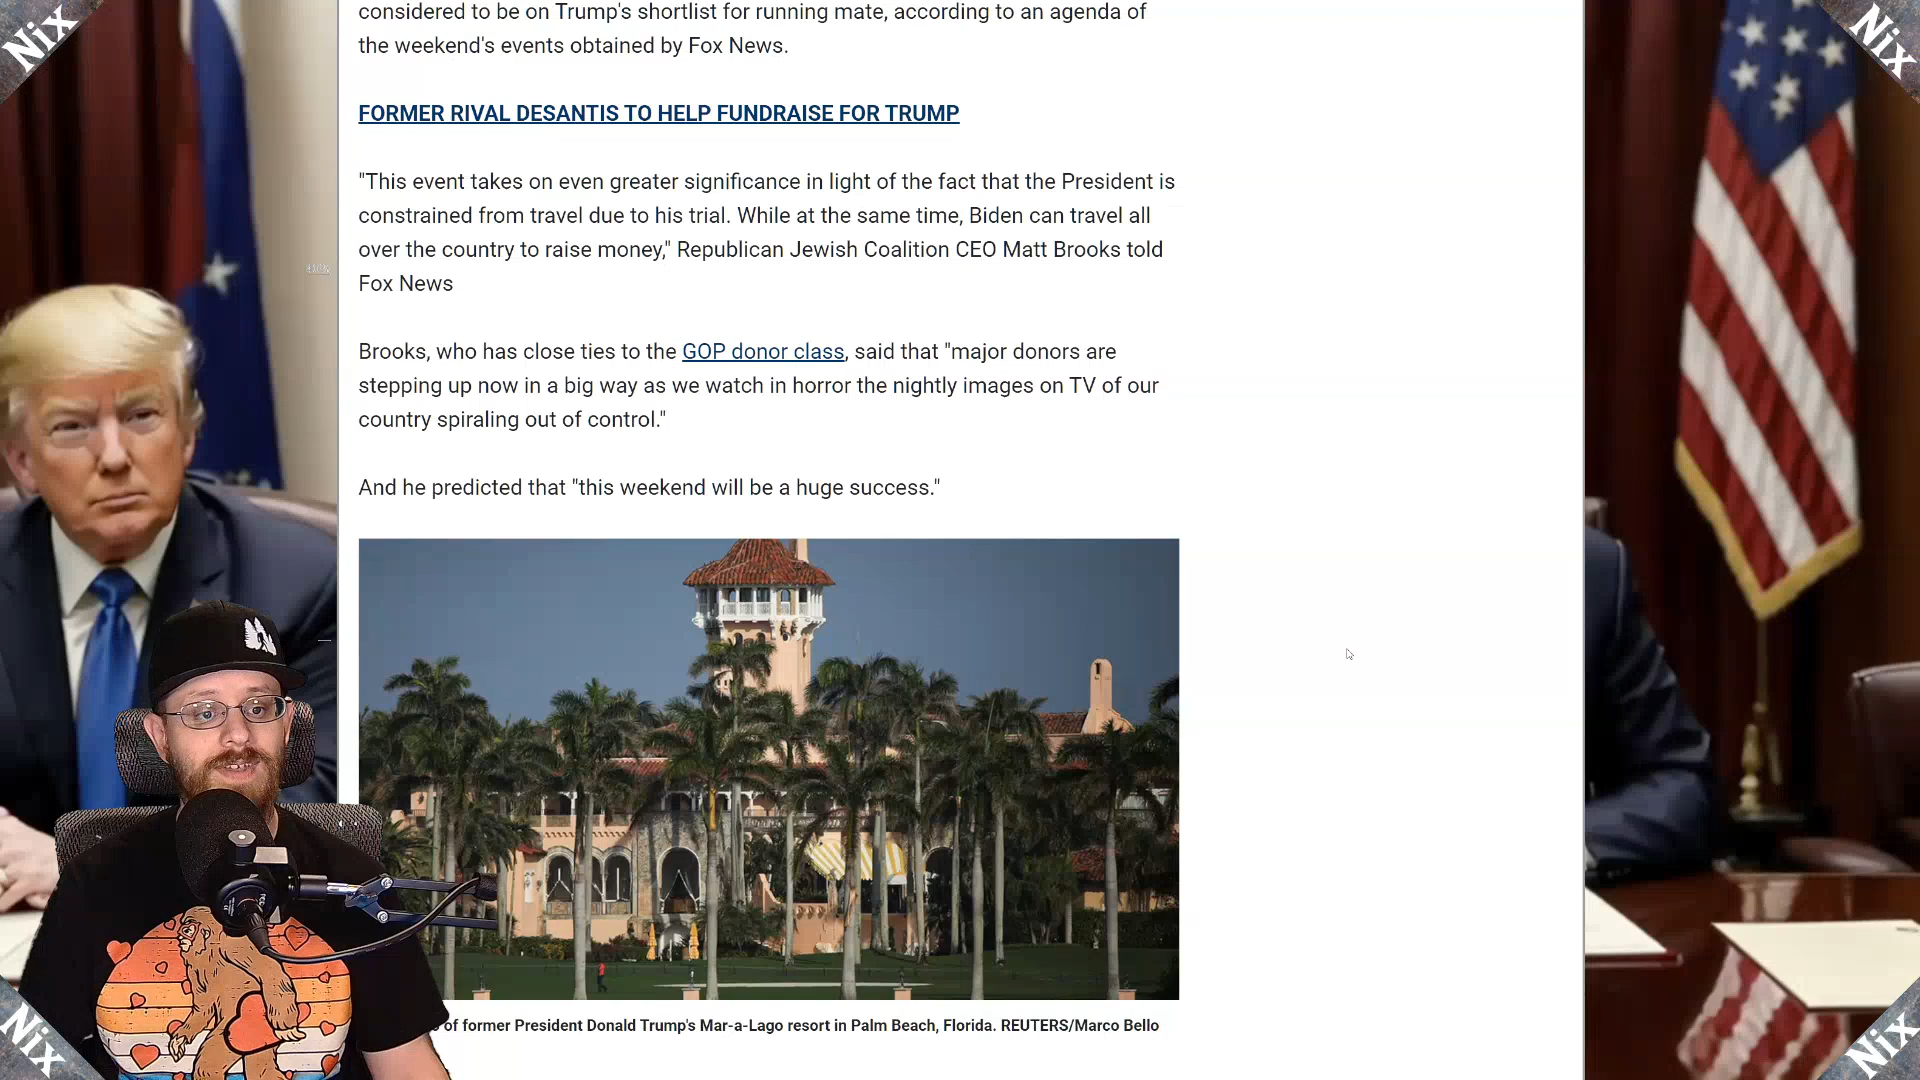 Nix
Nix
considered to be on Trump's shortlist for running mate, according to an agenda of
the weekend's events obtained by Fox News.
FORMER RIVAL DESANTIS TO HELP FUNDRAISE FOR TRUMP
"This event takes on even greater significance in light of the fact that the President is
constrained from travel due to his trial. While at the same time, Biden can travel all
over the country to raise money," Republican Jewish Coalition CEO Matt Brooks told
Fox News
Brooks, who has close ties to the GOP donor class, said that "major donors are
stepping up now in a big way as we watch in horror the nightly images on TV of our
country spiraling out of control."
And he predicted that "this weekend will be a huge success."
of former President Donald Trump's Mar-a-Lago resort in Palm Beach, Florida. REUTERS/Marco Bello
Nix
Nix